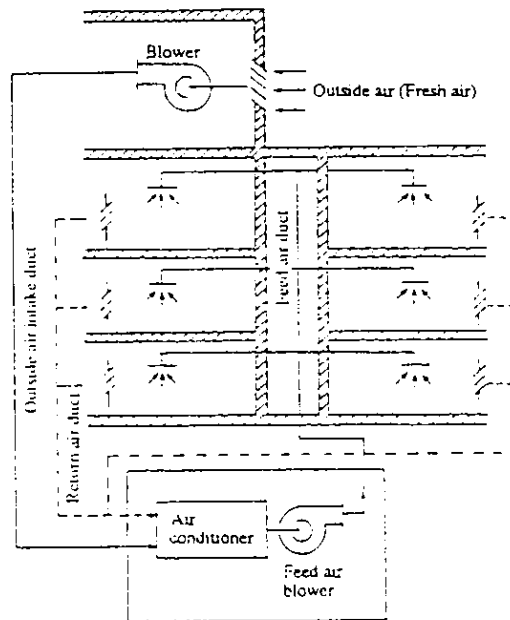 Blower
Outside air (Fresh air)
Outside air intake duct
Return air duct
Feed air duct
Air
conditioner
Feed air
blower